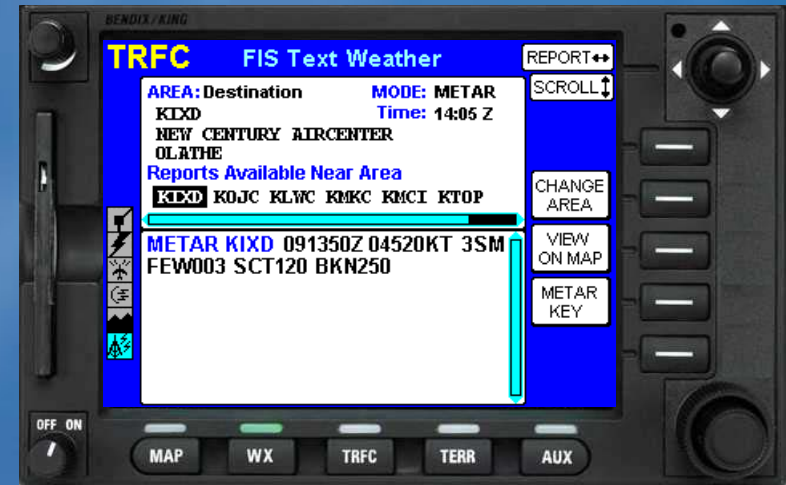 BENDIX/KING
TRFC FIS Text Weather
REPORT↔
SCROLL↕
AREA: Destination MODE: METAR
KIXD Time: 14:05 Z
NEW CENTURY AIRCENTER
OLATHE
Reports Available Near Area
KIXD KOJC KLWC KMKC KMCI KTOP
CHANGE
AREA
METAR KIXD 091350Z 04520KT 3SM
FEW003 SCT120 BKN250
VIEW
ON MAP
METAR
KEY
OFF ON
MAP WX TRFC TERR AUX